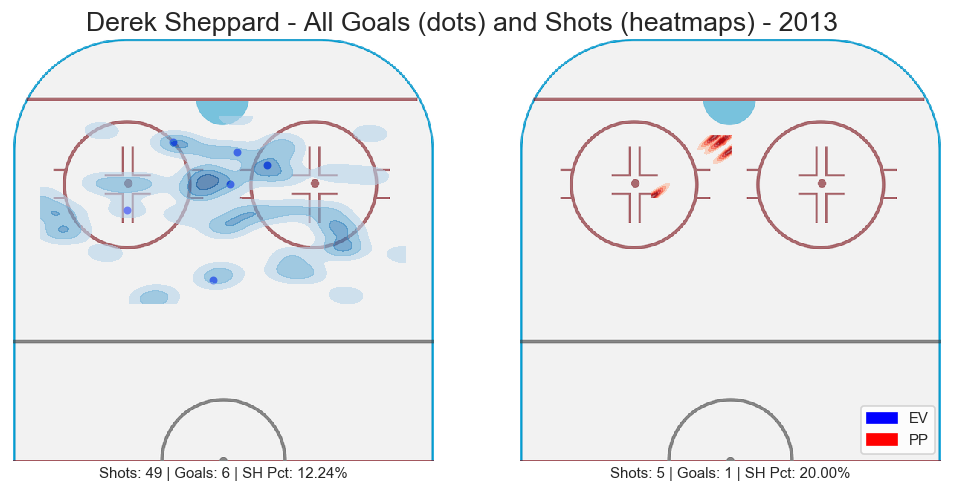 Derek Sheppard - All Goals (dots) and Shots (heatmaps) - 2013
EV
PP
Shots: 49 | Goals: 6 | SH Pct: 12.24%
Shots: 5 | Goals: 1 | SH Pct: 20.00%